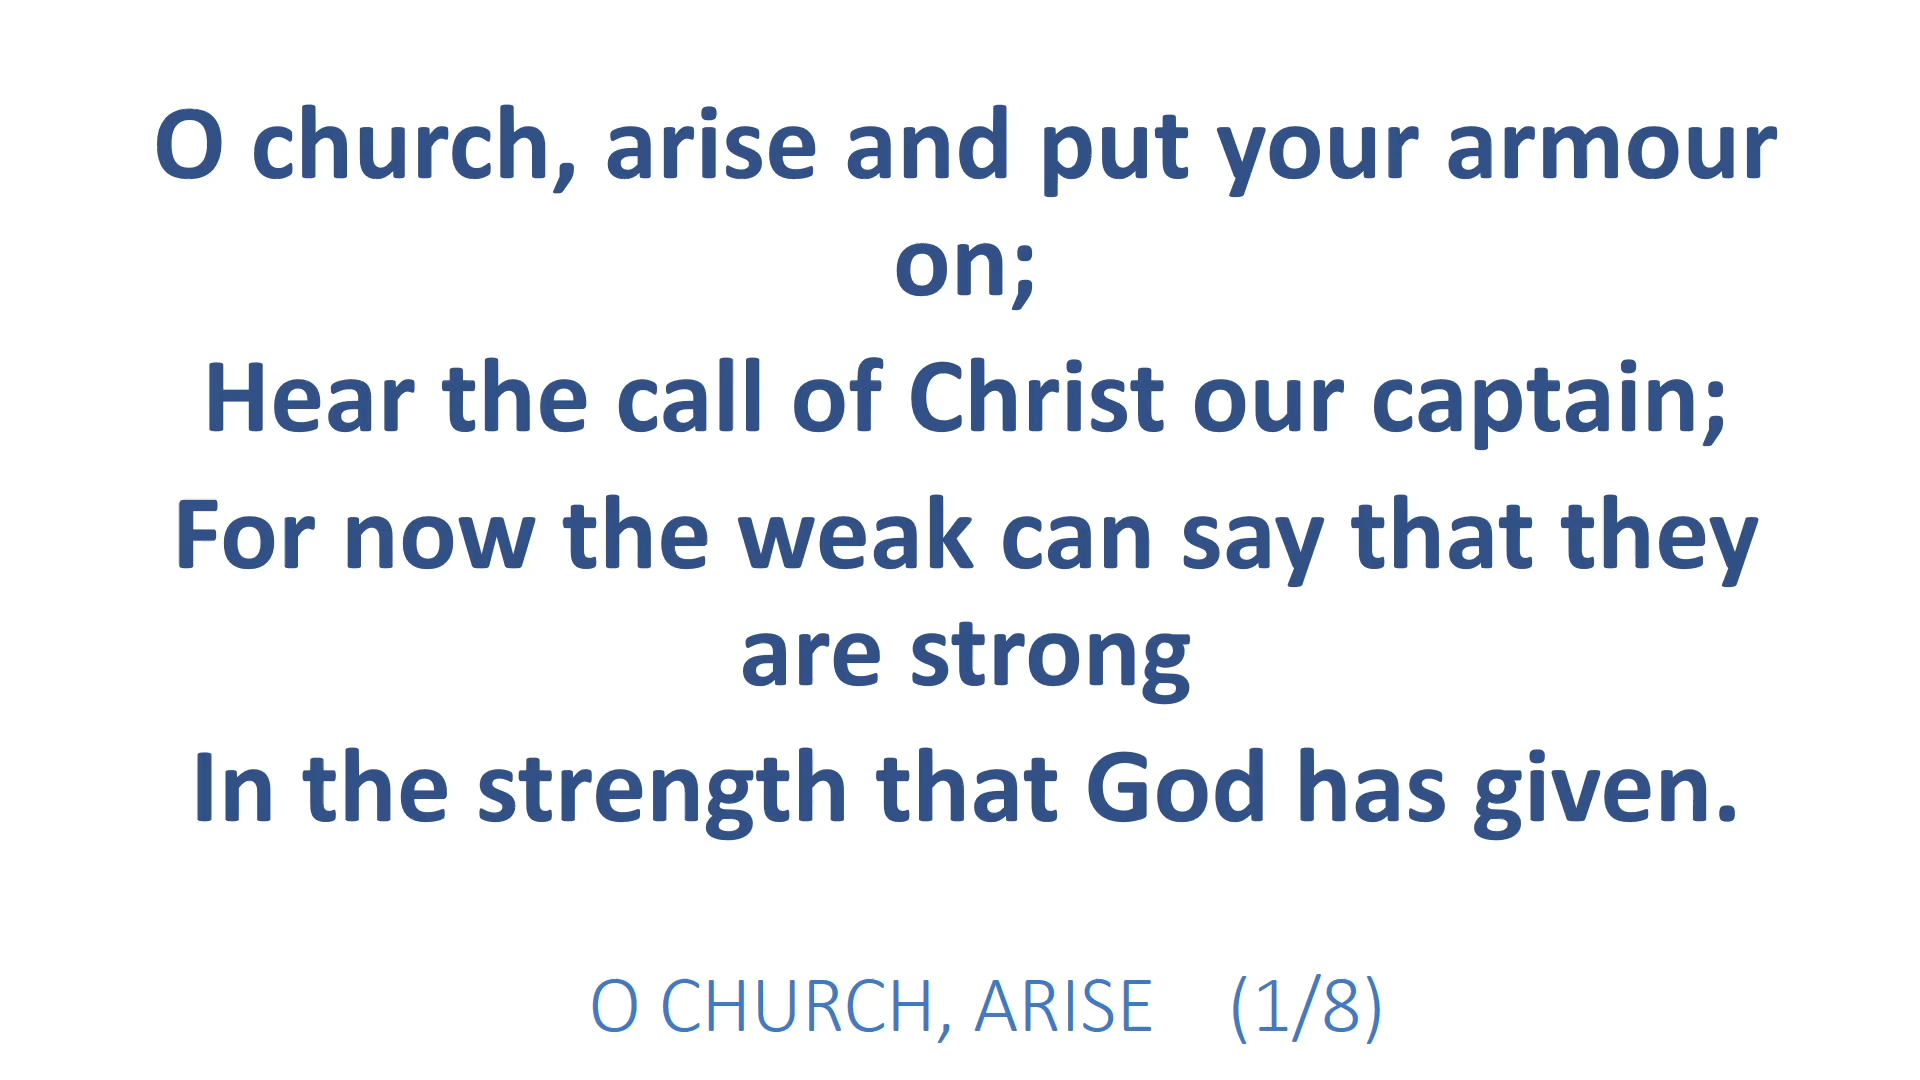 O church, arise and put your armour
on;
Hear the call of Christ our captain;
For now the weak can say that they
are strong
In the strength that God has given.
O CHURCH, ARISE (1/8)